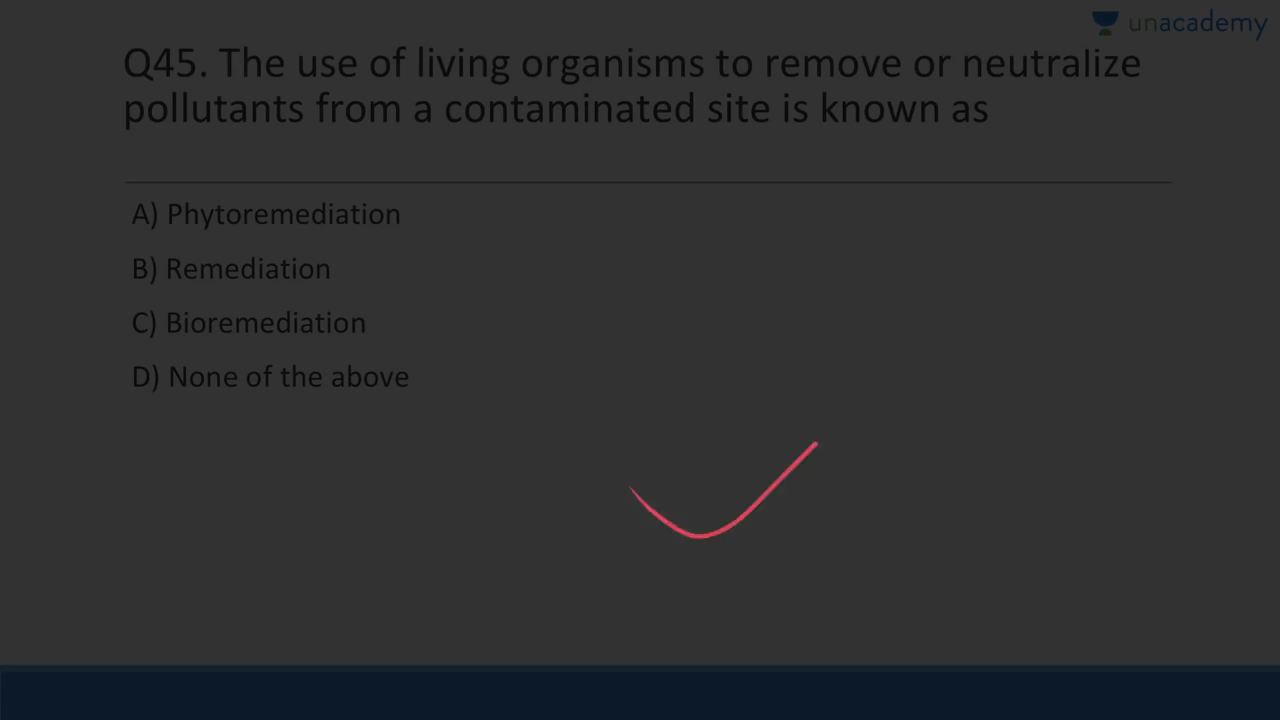 unacademy
Q45. The use of living organisms to remove or neutralize
pollutants from a contaminated site is known as
A) Phytoremediation
B) Remediation
C) Bioremediation
D) None of the above